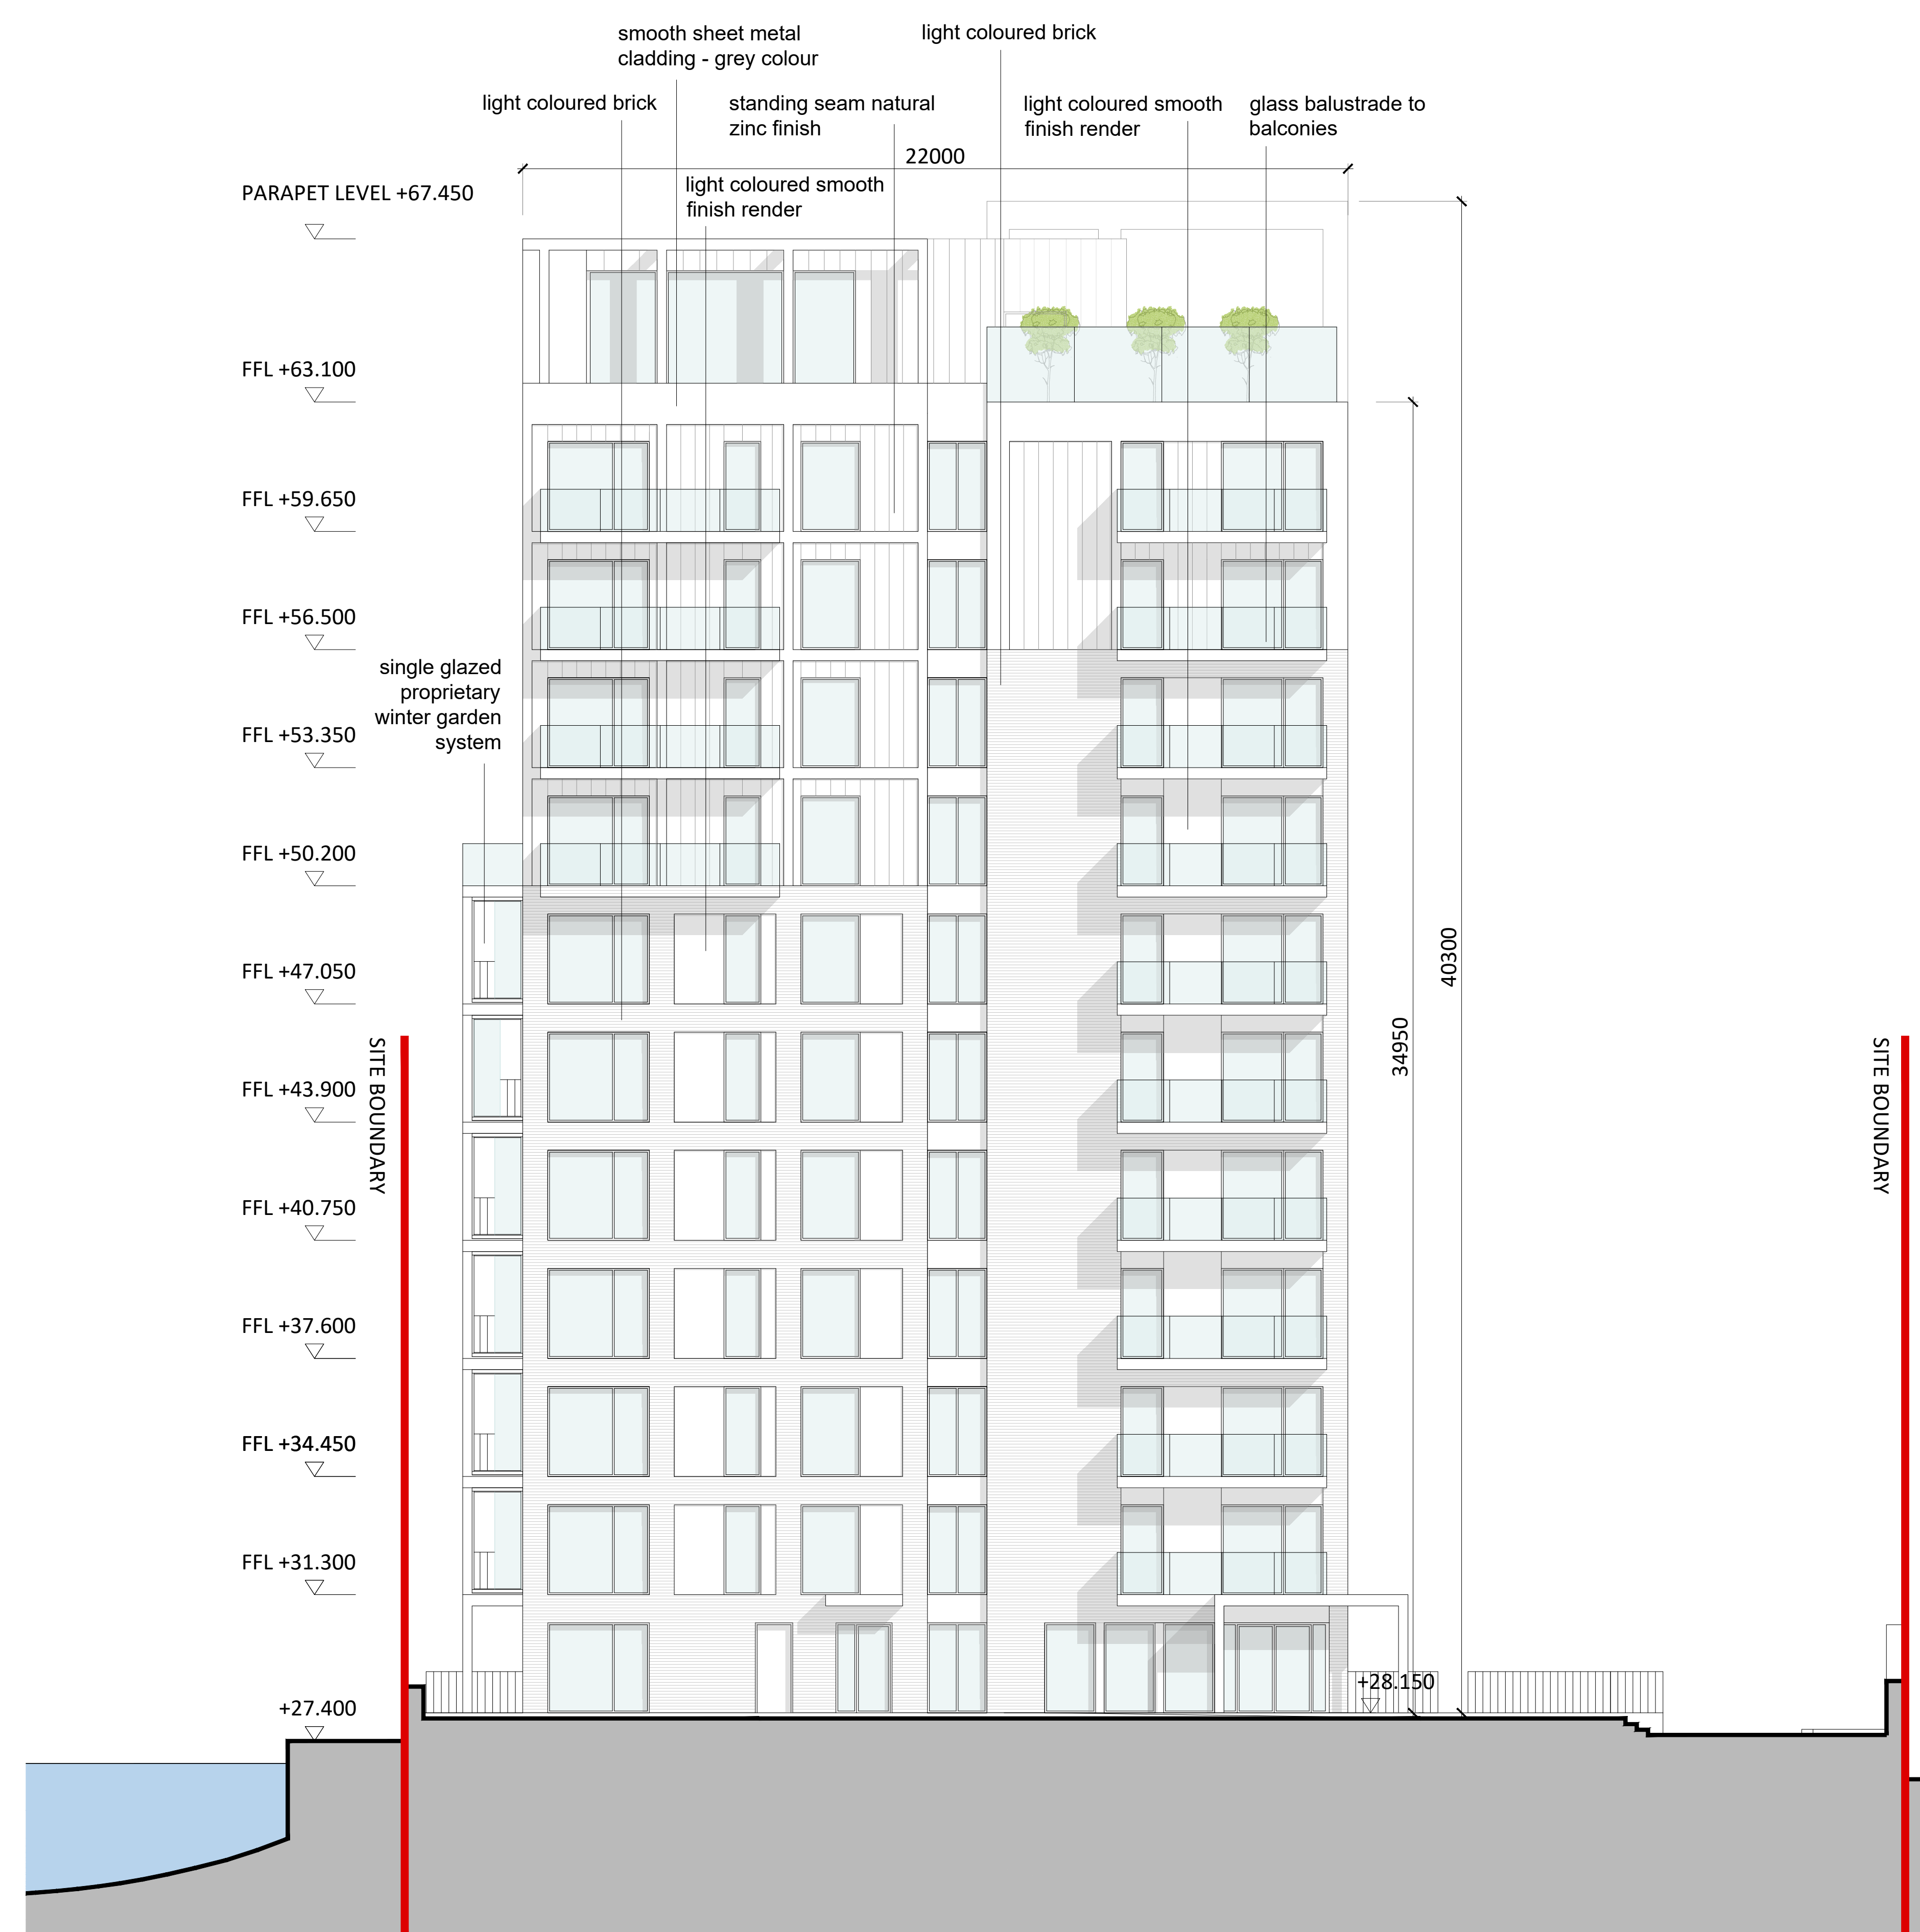 smooth sheet metal
cladding - grey colour
light coloured brick
light coloured brick
standing seam natural
zinc finish
light coloured smooth
finish render
glass balustrade to
balconies
22000
light coloured smooth
finish render
PARAPET LEVEL +67.450
FFL +63.100
FFL +59.650
FFL +56.500
single glazed
proprietary
winter garden
system
FFL +53.350
FFL +50.200
FFL +47.050
40300
34950
SITE BOUNDARY
SITE BOUNDARY
FFL +43.900
FFL +40.750
FFL +37.600
FFL +34.450
FFL +31.300
+28.150
+27.400